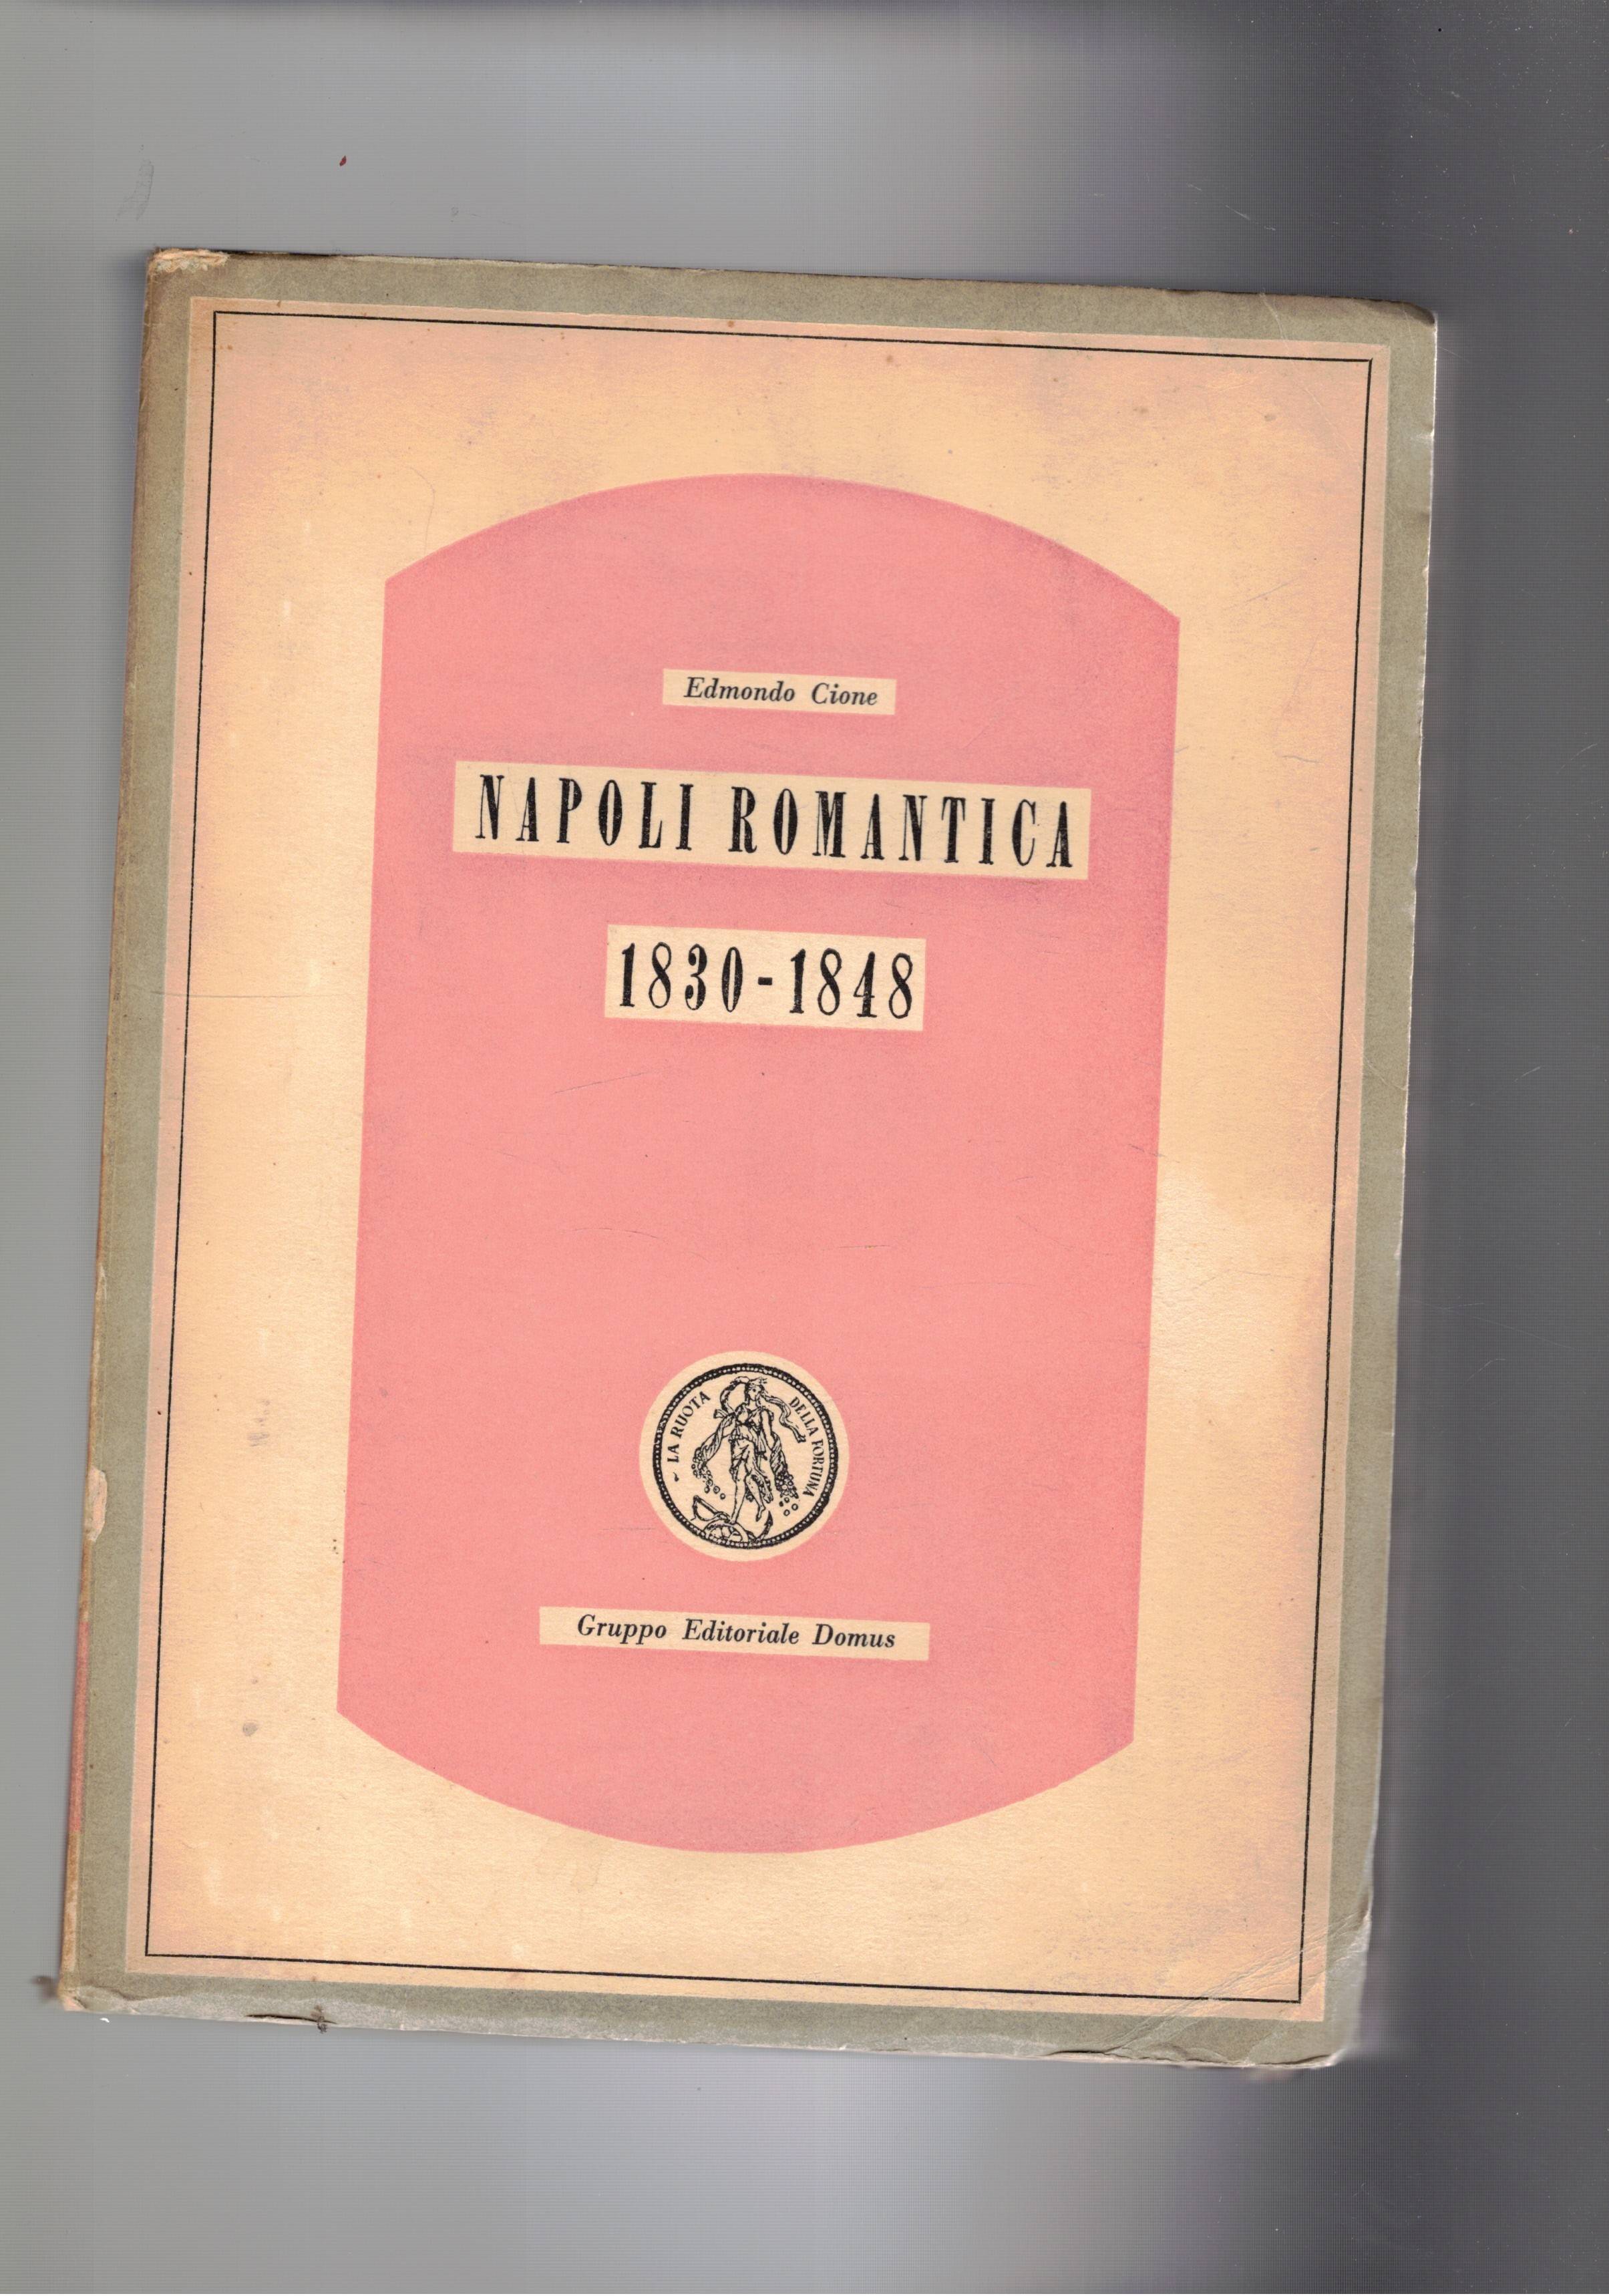 Edmondo Cione
NAPOLI ROMANTICA
1830-1848
LA RUOTA DELLA FORTUNA
Gruppo Editoriale Domus